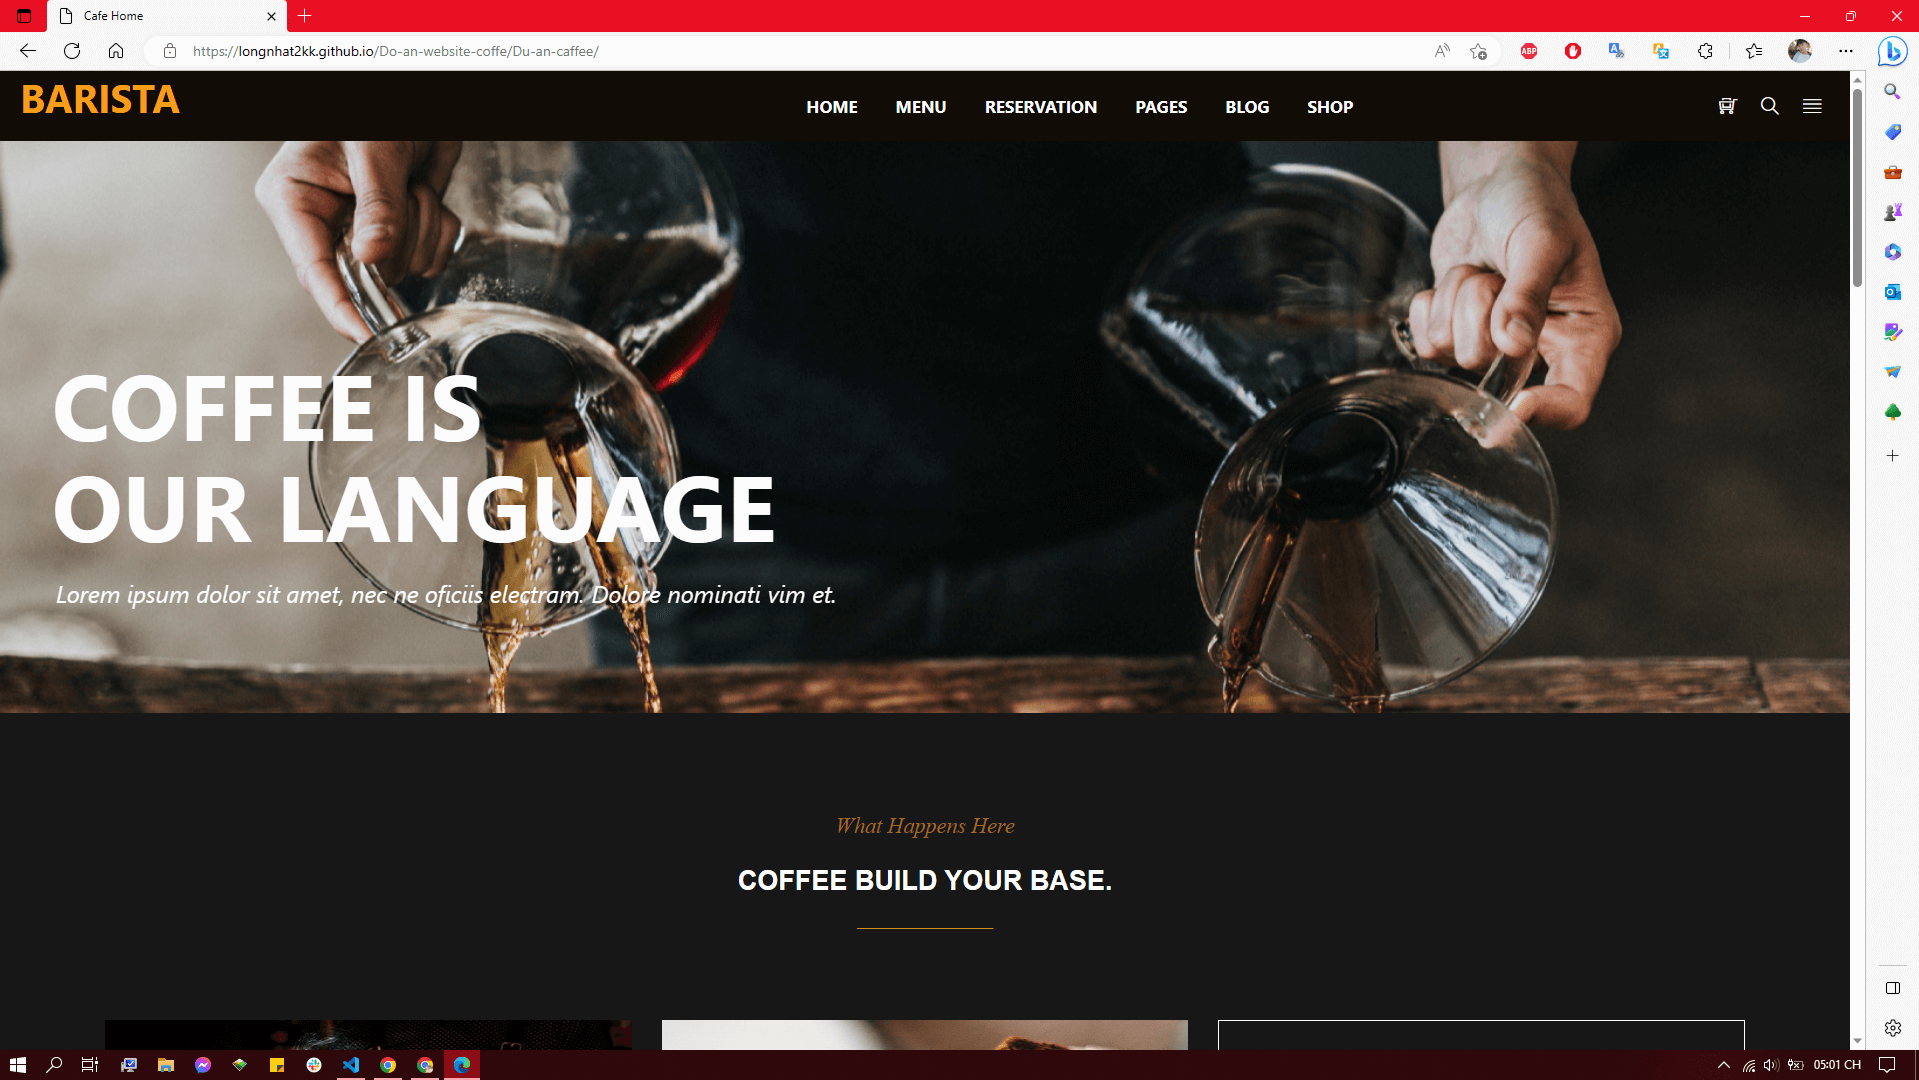 Cafe Home
https://longnhat2kk.github.io/Do-an-website-coffe/Du-an-caffee/
ABP
BARISTA
HOME MENU RESERVATION PAGES BLOG SHOP
COFFEE IS
OUR LANGUAGE
Lorem ipsum dolor sit amet, nec ne oficiis electram. Dolore nominati vim et.
What Happens Here
COFFEE BUILD YOUR BASE.
05:01 CH